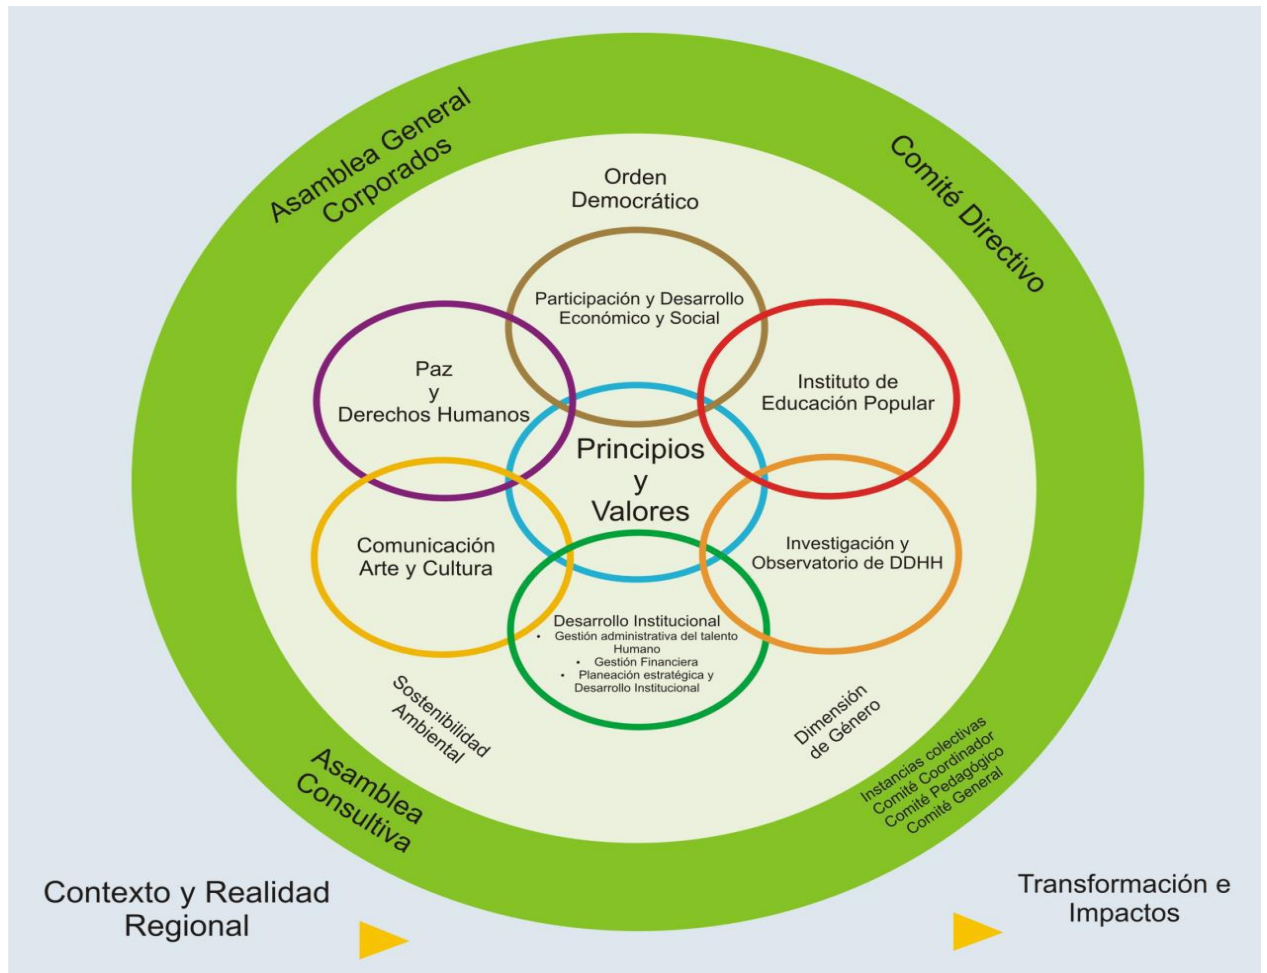 Asamblea General
Corporados
Comité Directivo
Orden
Democrático
Participación y Desarrollo
Económico y Social
Paz
y
Derechos Humanos
Instituto de
Educación Popular
Principios
y
Valores
Comunicación
Arte y Cultura
Investigación y
Observatorio de DDHH
Desarrollo Institucional
• Gestión administrativa del talento
Humano
• Gestión Financiera
• Planeación estratégica y
Desarrollo Institucional
Sostenibilidad
Ambiental
Dimensión
de Género
Asamblea
Consultiva
Instancias colectivas
Comité Coordinador
Comité Pedagógico
Comité General
Contexto y Realidad
Regional
Transformación e
Impactos